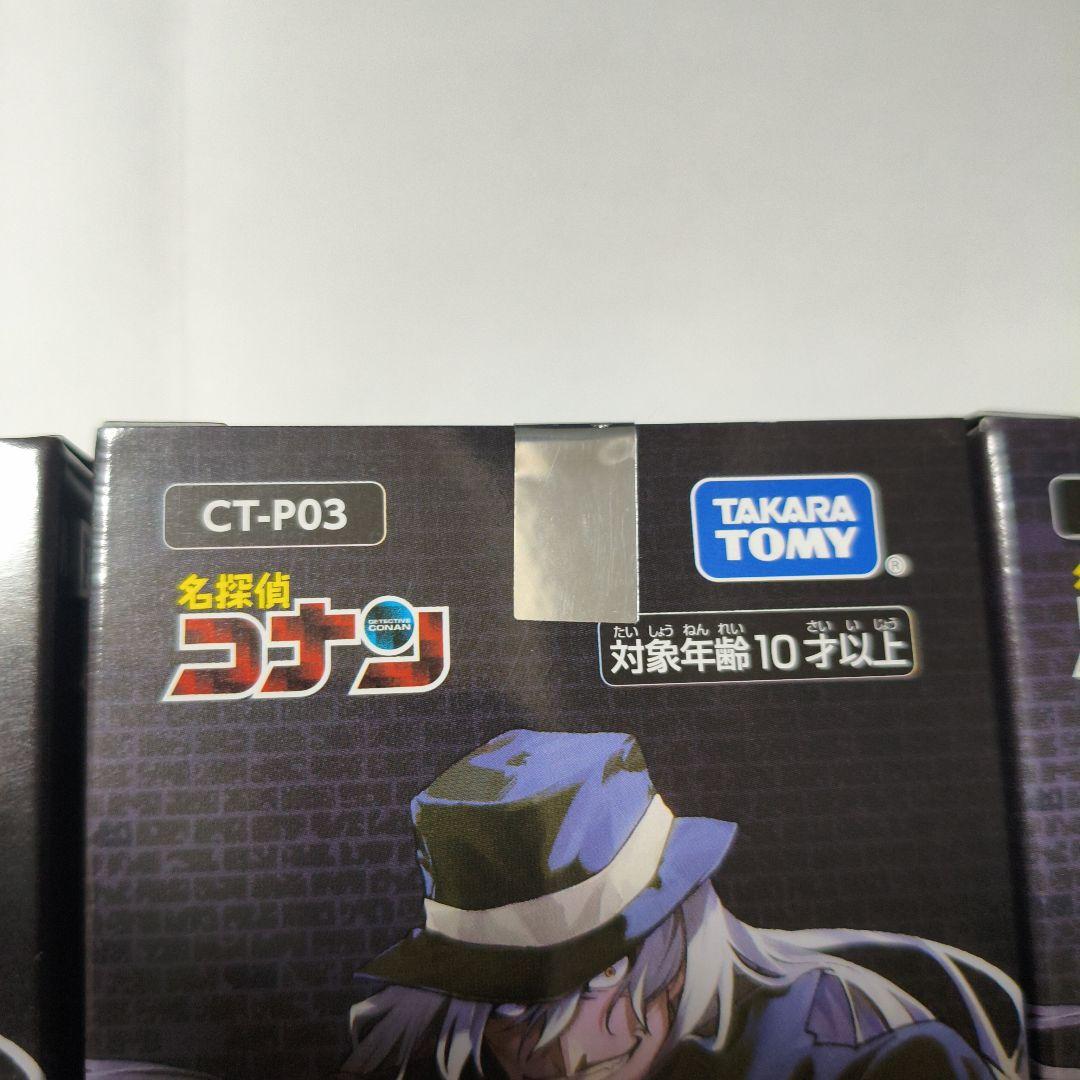 CT-P03
TAKARA
TOMY
®
名探偵
コナン
DETECTIVE
CONAN
たいしょうねんれい さいいじょう
対象年齢10才以上